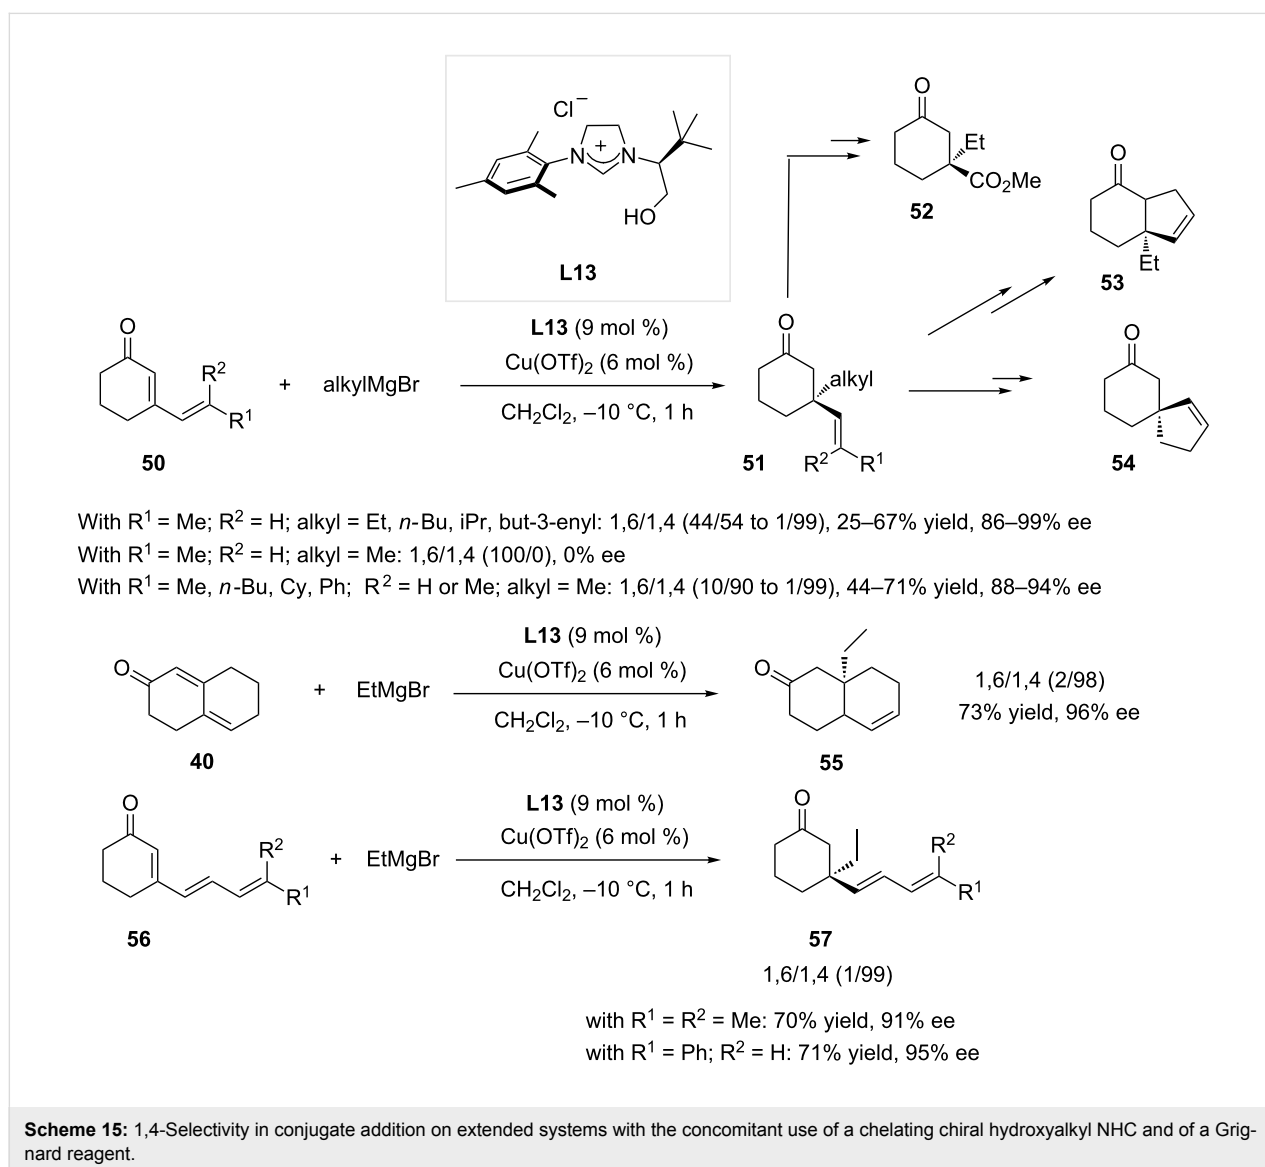 Cl−
N
+
N
HO
L13
O
Et
CO2Me
52
O
Et
53
O
R2
R1
50
+
alkylMgBr
L13 (9 mol %)
Cu(OTf)2 (6 mol %)
CH2Cl2, –10 °C, 1 h
O
alkyl
R2
R1
51
O
54
With R1 = Me; R2 = H; alkyl = Et, n-Bu, iPr, but-3-enyl: 1,6/1,4 (44/54 to 1/99), 25–67% yield, 86–99% ee
With R1 = Me; R2 = H; alkyl = Me: 1,6/1,4 (100/0), 0% ee
With R1 = Me, n-Bu, Cy, Ph; R2 = H or Me; alkyl = Me: 1,6/1,4 (10/90 to 1/99), 44–71% yield, 88–94% ee
O
40
+
EtMgBr
L13 (9 mol %)
Cu(OTf)2 (6 mol %)
CH2Cl2, –10 °C, 1 h
O
55
1,6/1,4 (2/98)
73% yield, 96% ee
O
R2
R1
56
+
EtMgBr
L13 (9 mol %)
Cu(OTf)2 (6 mol %)
CH2Cl2, –10 °C, 1 h
O
R2
R1
57
1,6/1,4 (1/99)
with R1 = R2 = Me: 70% yield, 91% ee
with R1 = Ph; R2 = H: 71% yield, 95% ee
Scheme 15: 1,4-Selectivity in conjugate addition on extended systems with the concomitant use of a chelating chiral hydroxyalkyl NHC and of a Grig-
nard reagent.